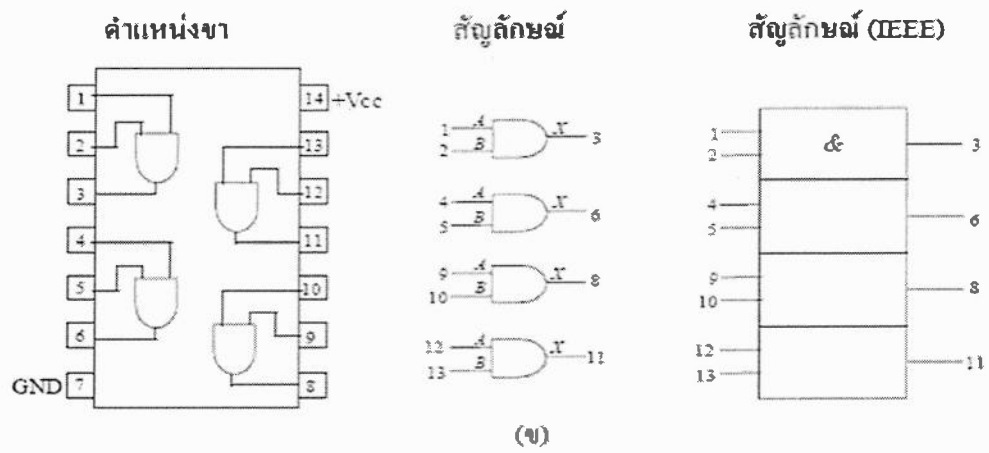 ตำแหน่งขา
สัญลักษณ์
สัญลักษณ์ (IEEE)
1
2
3
4
5
6
GND 7
14 +Vcc
13
12
11
10
9
8
1 A
2 B
X 3
4 A
5 B
X 6
9 A
10 B
X 8
12 A
13 B
X 11
&
1
2
3
4
5
6
9
10
8
12
13
11
(ข)